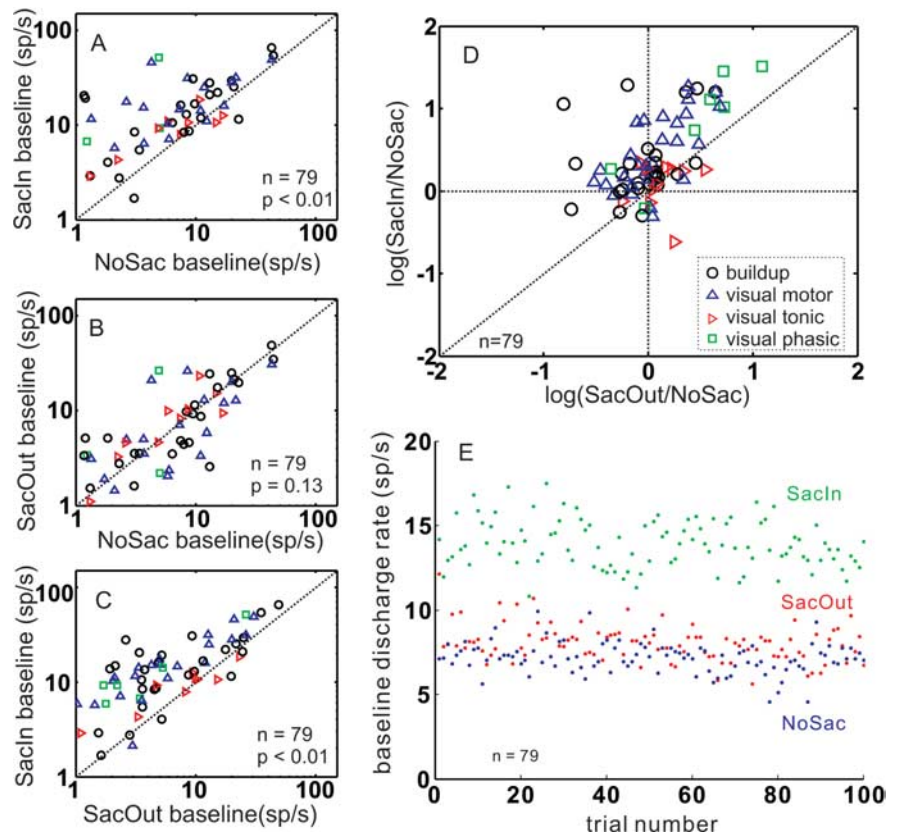 A
SacIn baseline (sp/s)
100
10
1
1
10
100
n = 79
p < 0.01
NoSac baseline(sp/s)
B
SacOut baseline (sp/s)
100
10
1
1
10
100
n = 79
p = 0.13
NoSac baseline(sp/s)
C
SacIn baseline (sp/s)
100
10
1
1
10
100
n = 79
p < 0.01
SacOut baseline(sp/s)
D
log(SacIn/NoSac)
2
1
0
-1
-2
-2
-1
0
1
2
buildup
visual motor
visual tonic
visual phasic
n=79
log(SacOut/NoSac)
E
baseline discharge rate (sp/s)
20
15
10
5
0
SacIn
SacOut
NoSac
n = 79
0
20
40
60
80
100
trial number